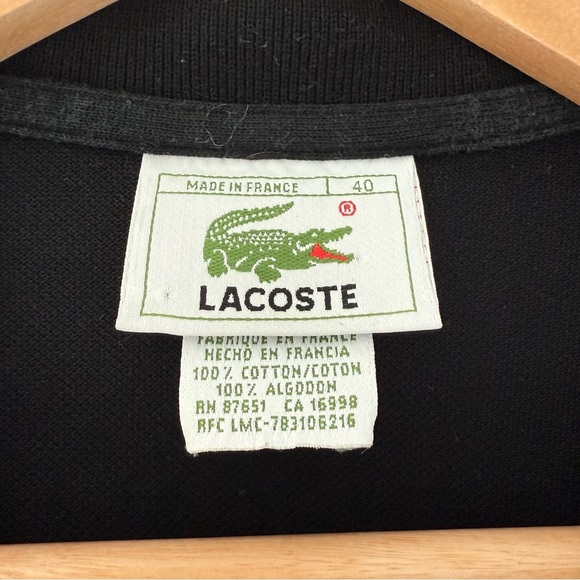 MADE IN FRANCE 40
®
LACOSTE
FABRIQUE EN FRANCE
HECHO EN FRANCIA
100% COTTON/COTON
100% ALGODON
RN 87651 CA 16998
RFC LMC-783106216